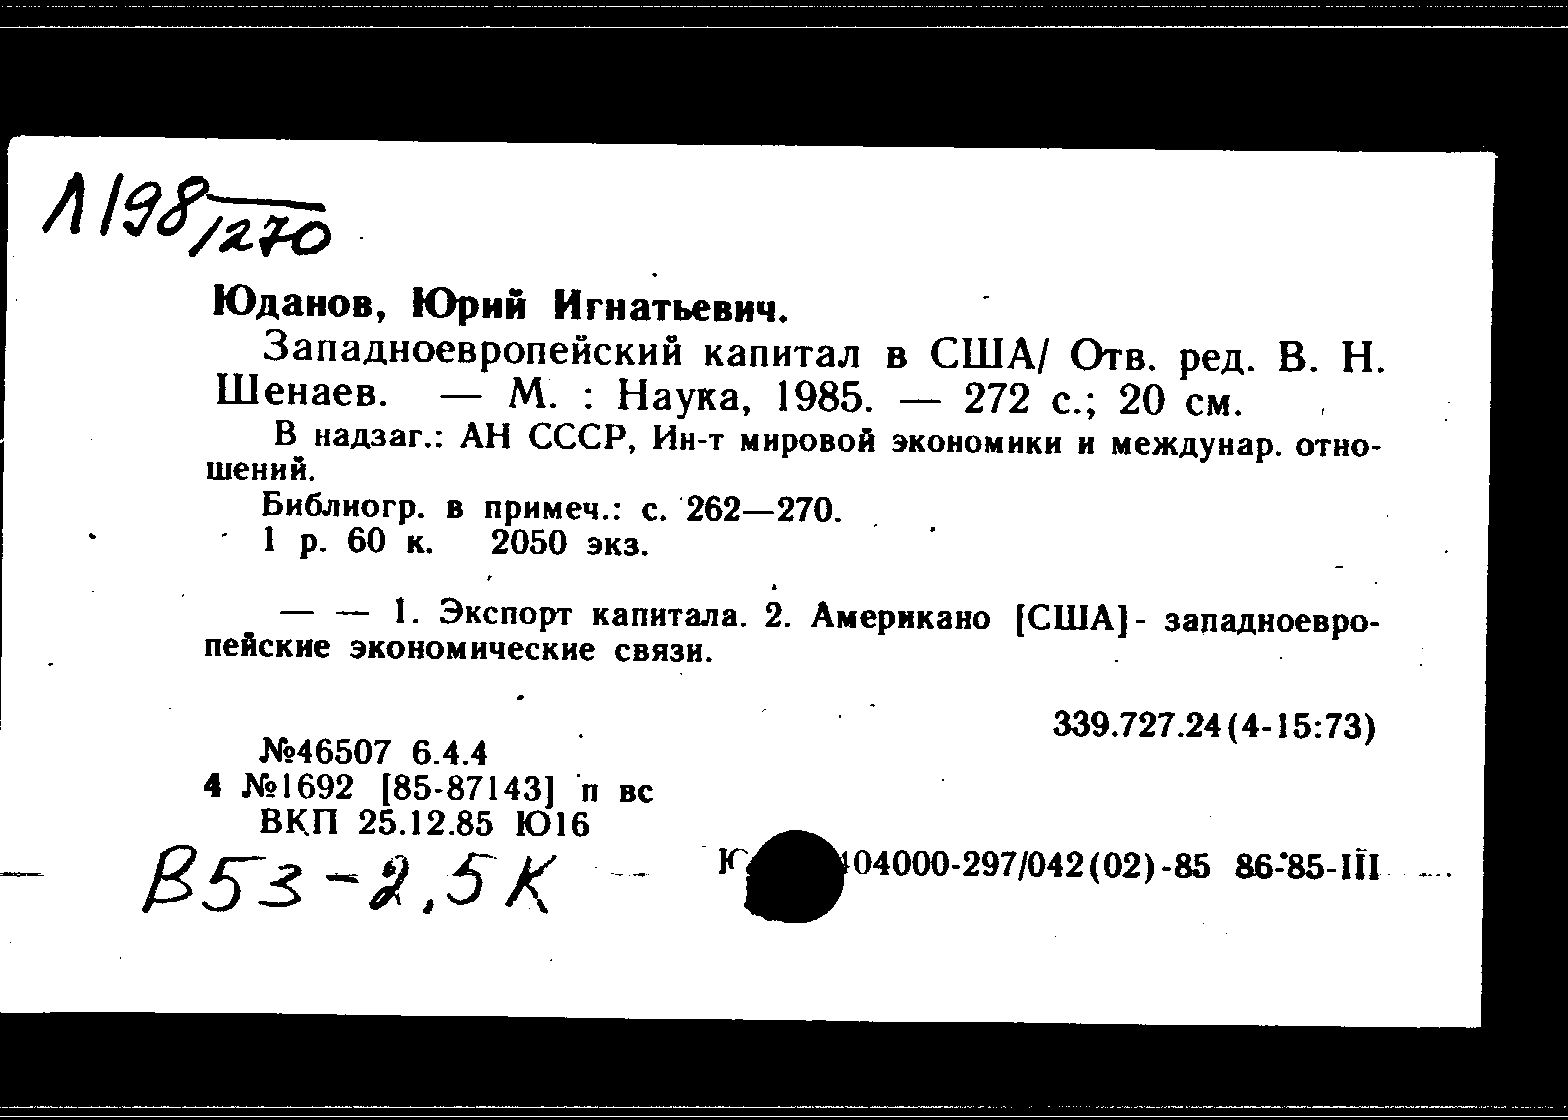 Л198/1270
Юданов, Юрий Игнатьевич.
Западноевропейский капитал в США/ Отв. ред. В. Н.
Шенаев. — М. : Наука, 1985. — 272 с.; 20 см.
В надзаг.: АН СССР, Ин-т мировой экономики и междунар. отно-
шений.
Библиогр. в примеч.: с. 262—270.
1 р. 60 к. 2050 экз.
— — 1. Экспорт капитала. 2. Американо [США]- западноевро-
пейские экономические связи.
339.727.24(4-15:73)
№46507 6.4.4
4 №1692 [85-87143] п вс
ВКП 25.12.85 Ю16
В53-2,5К
Ю 404000-297/042(02)-85 86-85-III